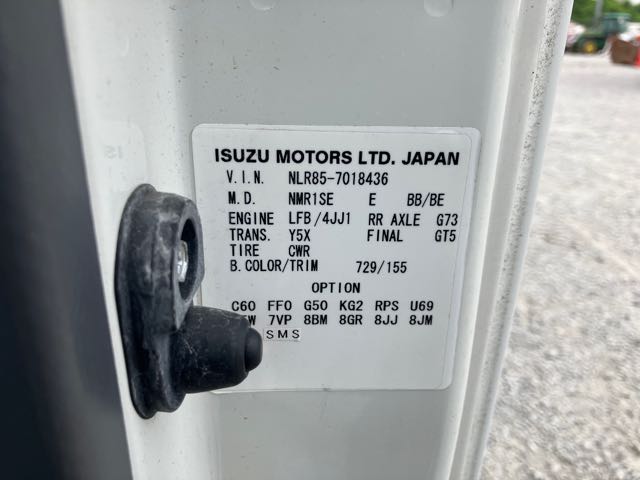 ISUZU MOTORS LTD. JAPAN
V.I.N. NLR85-7018436
M.D. NMR1SE E BB/BE
ENGINE LFB/4JJ1 RR AXLE G73
TRANS. Y5X FINAL GT5
TIRE CWR
B.COLOR/TRIM 729/155
OPTION
C60 FF0 G50 KG2 RPS U69
7VP 8BM 8GR 8JJ 8JM
SMS